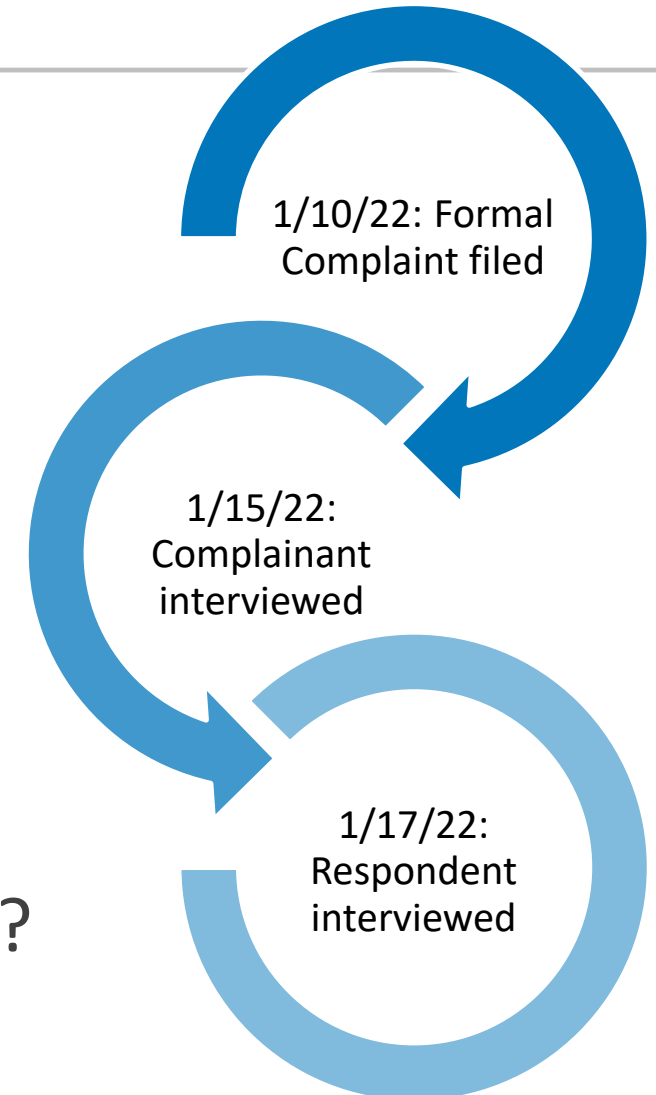 1/10/22: Formal
Complaint filed
1/15/22:
Complainant
interviewed
1/17/22:
Respondent
interviewed
?